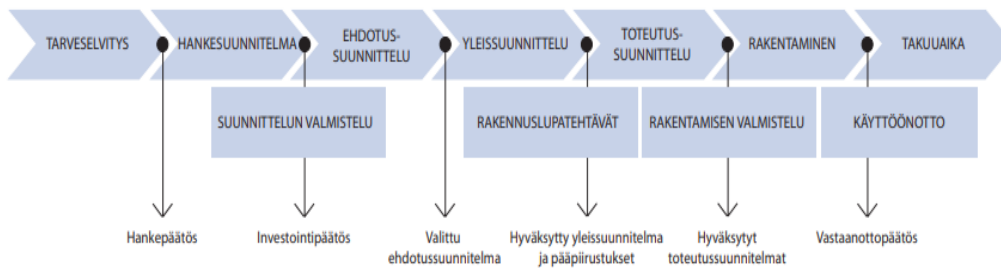 TARVESELVITYS
HANKESUUNNITELMA
EHDOTUS-
SUUNNITTELU
YLEISSUUNNITTELU
TOTEUTUS-
SUUNNITTELU
RAKENTAMINEN
TAKUUAIKA
SUUNNITTELUN VALMISTELU
RAKENNUSLUPATEHTÄVÄT
RAKENTAMISEN VALMISTELU
KÄYTTÖÖNOTTO
Hankepäätös
Investointipäätös
Valittu
ehdotussuunnitelma
Hyväksytty yleissuunnitelma
ja pääpiirustukset
Hyväksytyt
toteutussuunnitelmat
Vastaanottopäätös